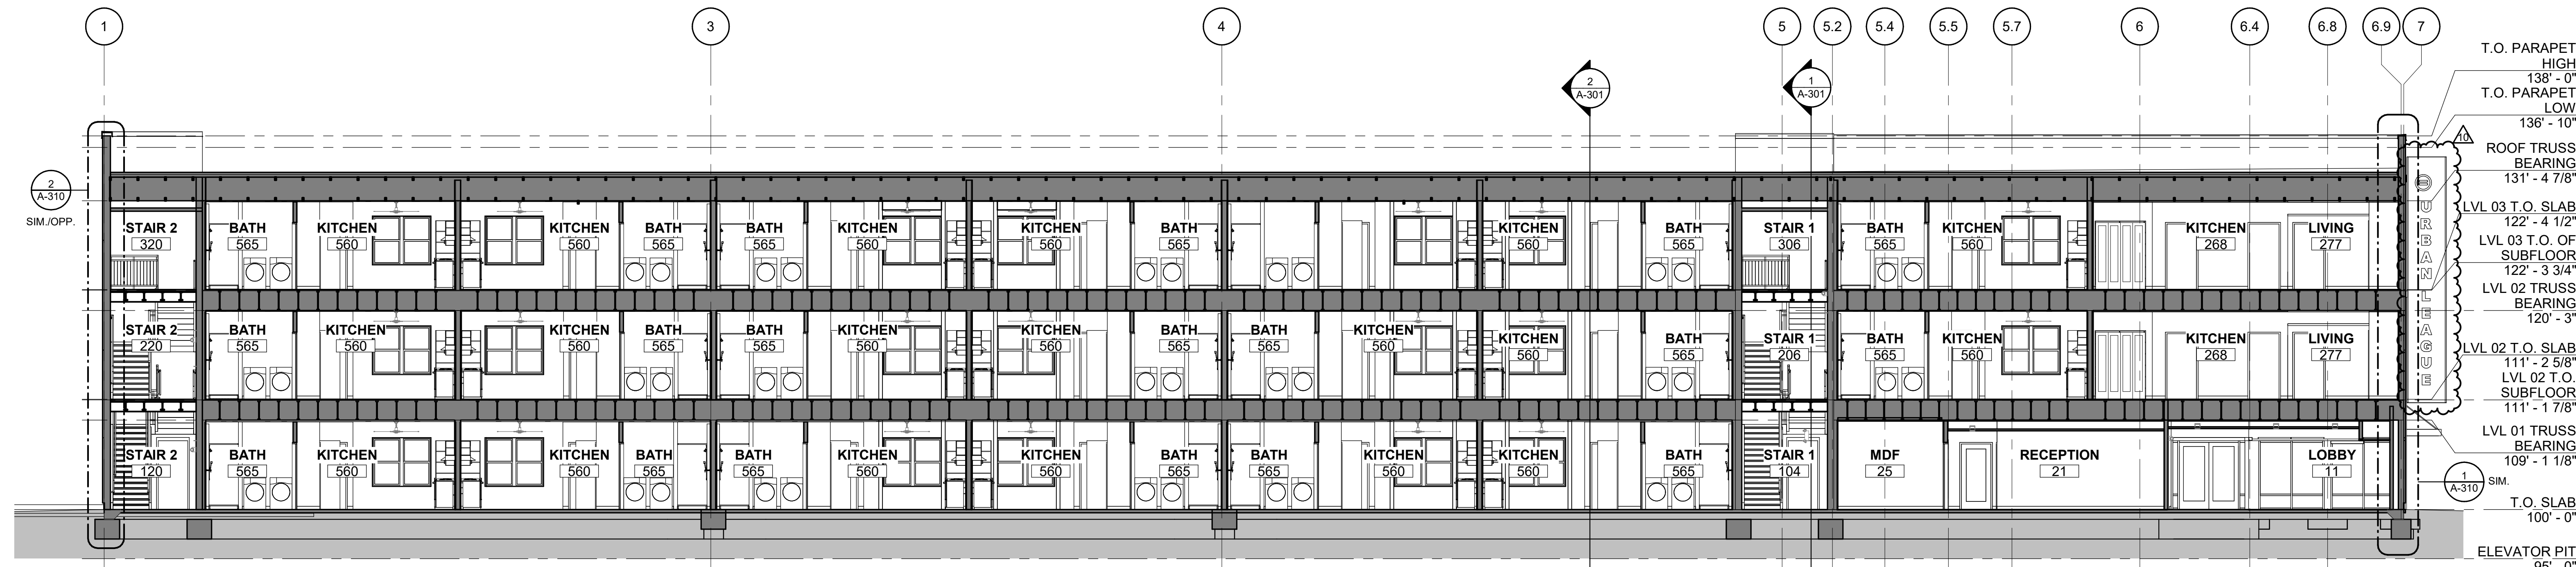 1 3 4 5 5.2 5.4 5.5 5.7 6 6.4 6.8 6.9 7
T.O. PARAPET
HIGH
138' - 0"
T.O. PARAPET
LOW
136' - 10"
10
ROOF TRUSS
BEARING
131' - 4 7/8"
LVL 03 T.O. SLAB
122' - 4 1/2"
LVL 03 T.O. OF
SUBFLOOR
122' - 3 3/4"
LVL 02 TRUSS
BEARING
120' - 3"
LVL 02 T.O. SLAB
111' - 2 5/8"
LVL 02 T.O.
SUBFLOOR
111' - 1 7/8"
LVL 01 TRUSS
BEARING
109' - 1 1/8"
T.O. SLAB
100' - 0"
ELEVATOR PIT
95' - 0"
2
A-301
1
A-301
2
A-310
SIM./OPP.
1
A-310
SIM.
URBAN LEAGUE
STAIR 2 BATH KITCHEN KITCHEN BATH BATH KITCHEN KITCHEN BATH KITCHEN BATH STAIR 1 BATH KITCHEN KITCHEN LIVING
320 565 560 560 565 565 560 560 565 560 565 306 565 560 268 277
STAIR 2 BATH KITCHEN KITCHEN BATH BATH KITCHEN KITCHEN BATH BATH KITCHEN KITCHEN BATH STAIR 1 BATH KITCHEN KITCHEN LIVING
220 565 560 560 565 565 560 560 565 565 560 560 565 206 565 560 268 277
STAIR 2 BATH KITCHEN KITCHEN BATH BATH KITCHEN KITCHEN BATH BATH KITCHEN KITCHEN BATH STAIR 1 MDF RECEPTION LOBBY
120 565 560 560 565 565 560 560 565 565 560 560 565 104 25 21 11